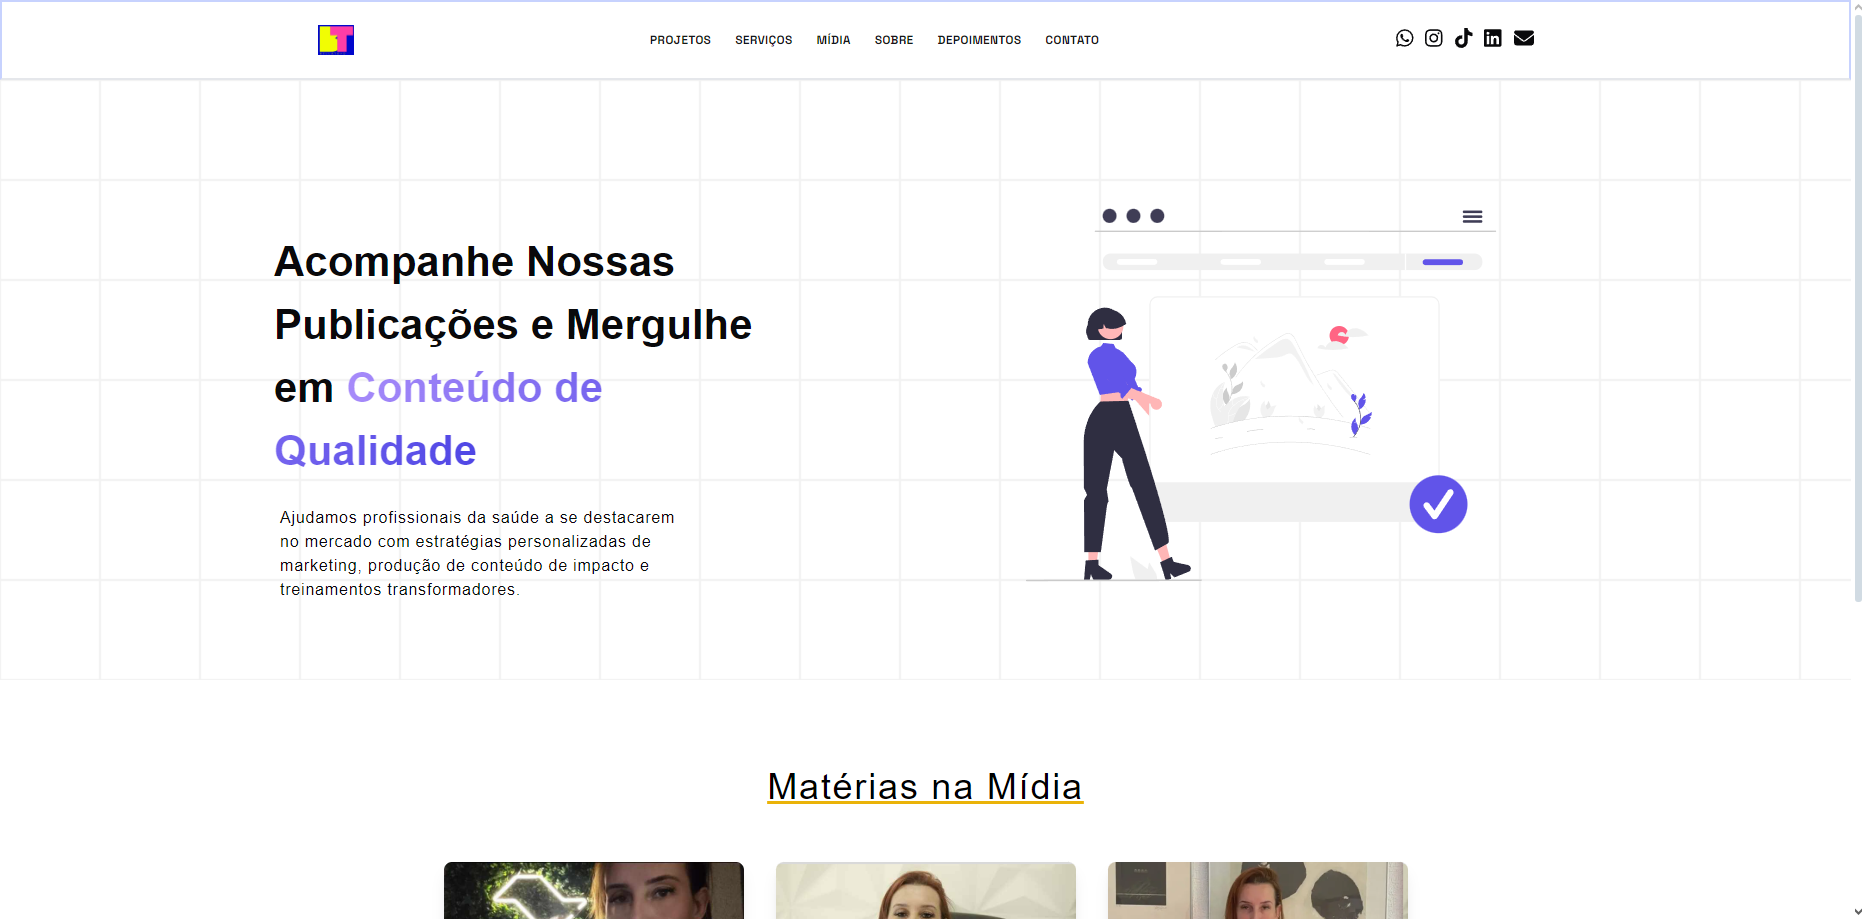 PROJETOS SERVIÇOS MÍDIA SOBRE DEPOIMENTOS CONTATO
Acompanhe Nossas
Publicações e Mergulhe
em Conteúdo de
Qualidade
Ajudamos profissionais da saúde a se destacarem
no mercado com estratégias personalizadas de
marketing, produção de conteúdo de impacto e
treinamentos transformadores.
Matérias na Mídia